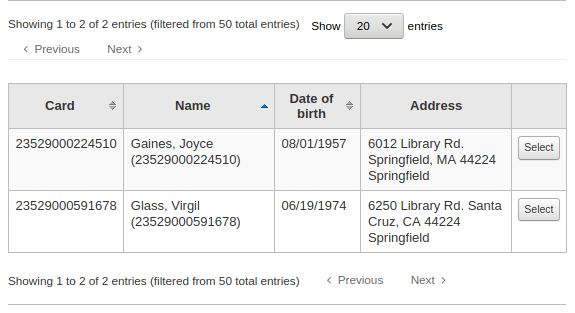 Showing 1 to 2 of 2 entries (filtered from 50 total entries) Show 20 entries
Previous Next
Card Name Date of birth Address
23529000224510 Gaines, Joyce 08/01/1957 6012 Library Rd. Select
(23529000224510) Springfield, MA 44224
Springfield
23529000591678 Glass, Virgil 06/19/1974 6250 Library Rd. Santa Select
(23529000591678) Cruz, CA 44224
Springfield
Showing 1 to 2 of 2 entries (filtered from 50 total entries) Previous Next